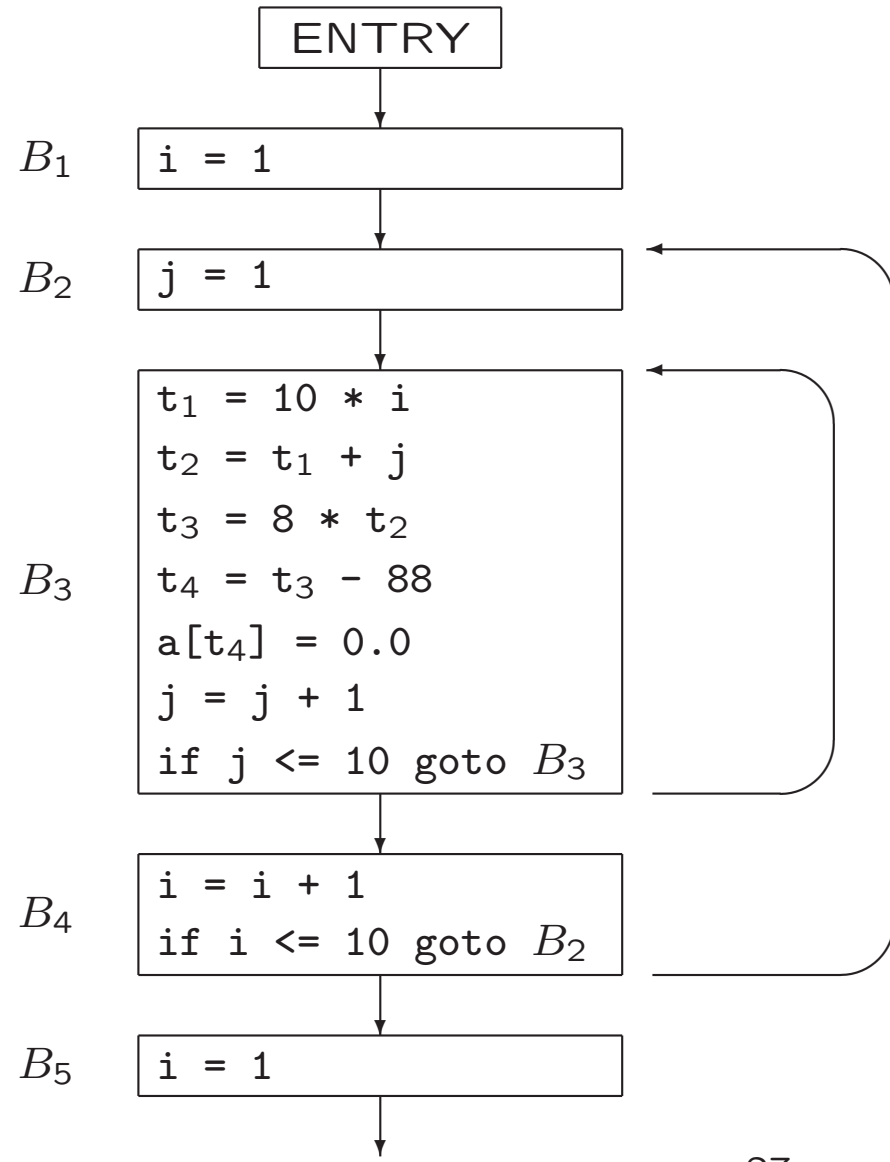 ENTRY
B₁ i = 1
B₂ j = 1
t₁ = 10 * i
t₂ = t₁ + j
t₃ = 8 * t₂
B₃ t₄ = t₃ - 88
a[t₄] = 0.0
j = j + 1
if j <= 10 goto B₃
i = i + 1
B₄
if i <= 10 goto B₂
B₅ i = 1